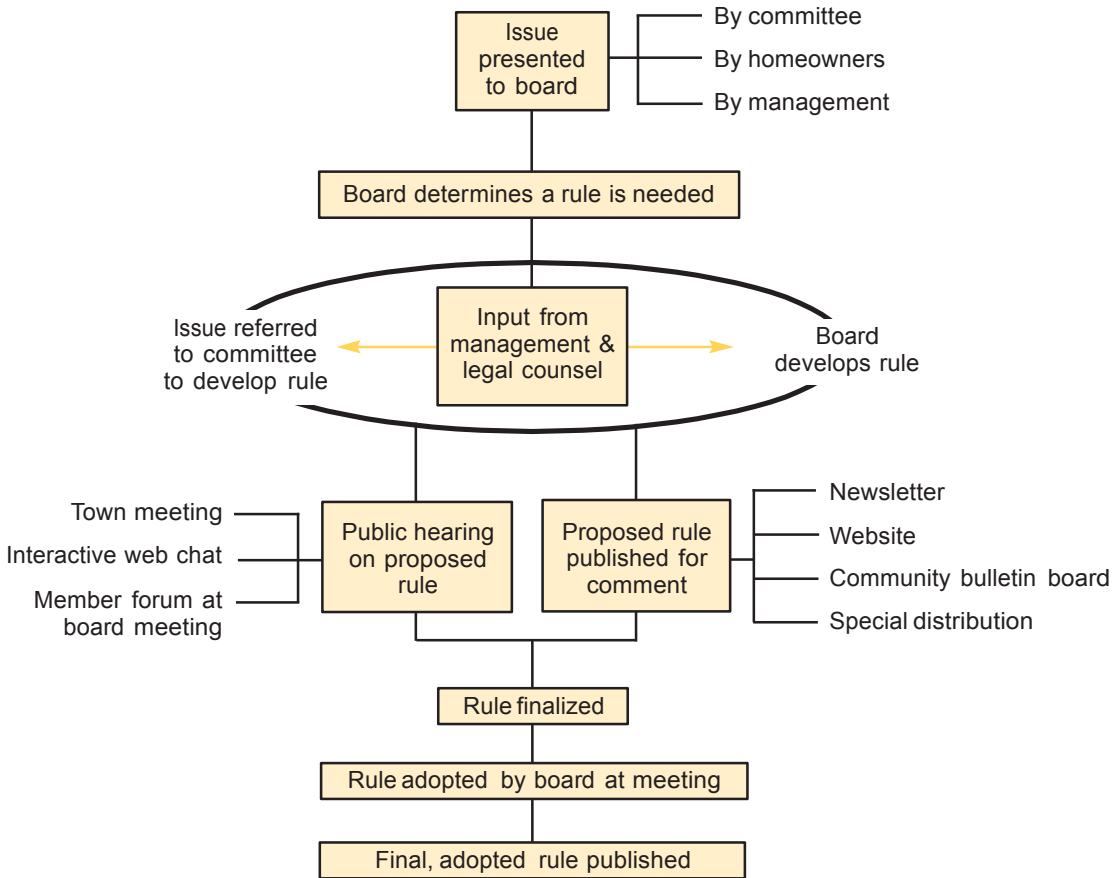 Issue
presented
to board
By committee
By homeowners
By management
Board determines a rule is needed
Issue referred
to committee
to develop rule
Input from
management &
legal counsel
Board
develops rule
Town meeting
Interactive web chat
Member forum at
board meeting
Public hearing
on proposed
rule
Proposed rule
published for
comment
Newsletter
Website
Community bulletin board
Special distribution
Rule finalized
Rule adopted by board at meeting
Final, adopted rule published